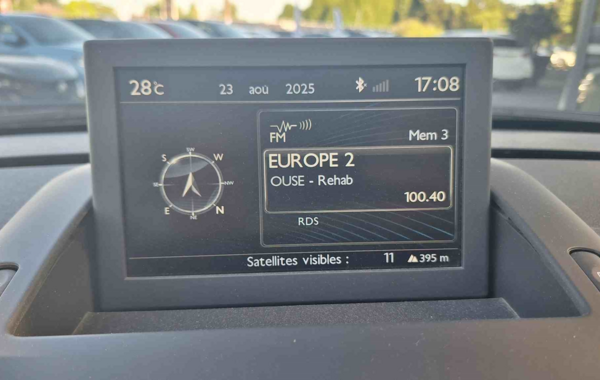 28°C 23 aoû 2025 17:08
FM Mem 3
EUROPE 2
OUSE - Rehab
100.40
RDS
S W
E N
Satellites visibles : 11 395 m